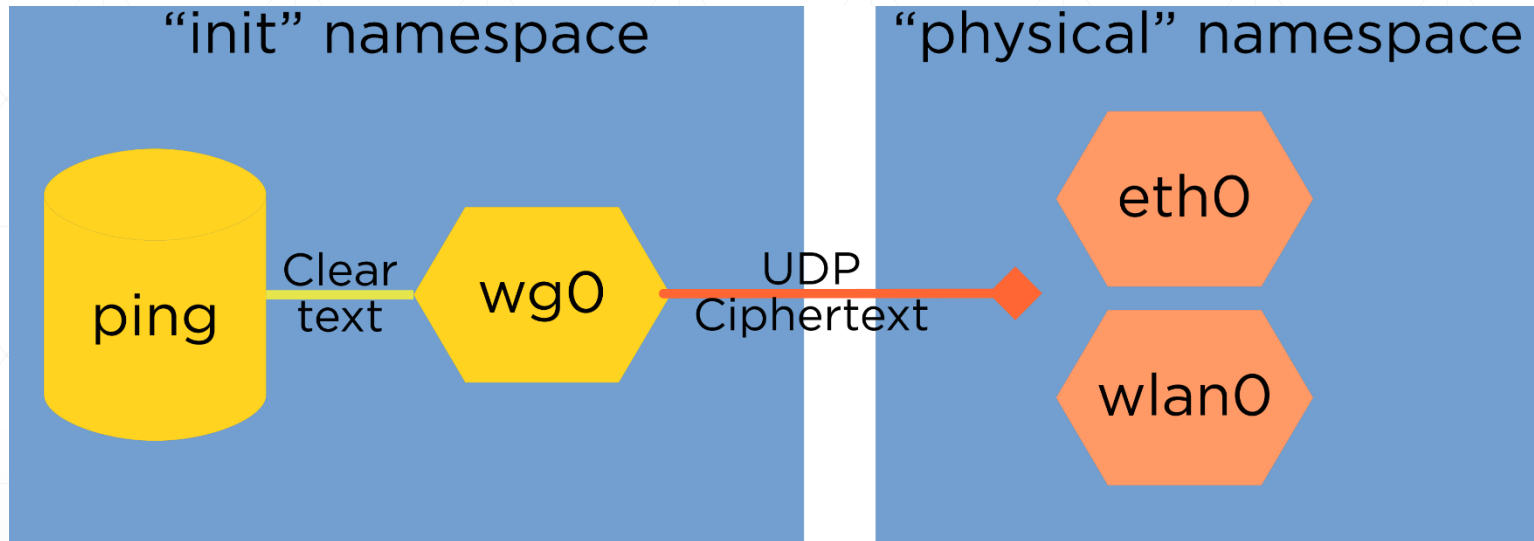 “init” namespace
“physical” namespace
ping
Clear
text
wg0
UDP
Ciphertext
eth0
wlan0